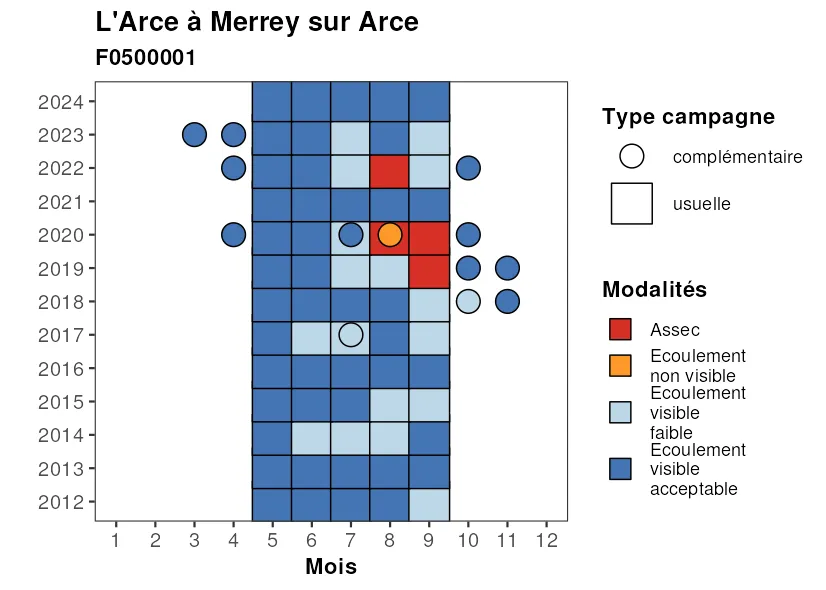 L'Arce à Merrey sur Arce
F0500001
2024
2023
2022
2021
2020
2019
2018
2017
2016
2015
2014
2013
2012
1 2 3 4 5 6 7 8 9 10 11 12
Mois
Type campagne
complémentaire
usuelle
Modalités
Assec
Ecoulement
non visible
Ecoulement
visible
faible
Ecoulement
visible
acceptable